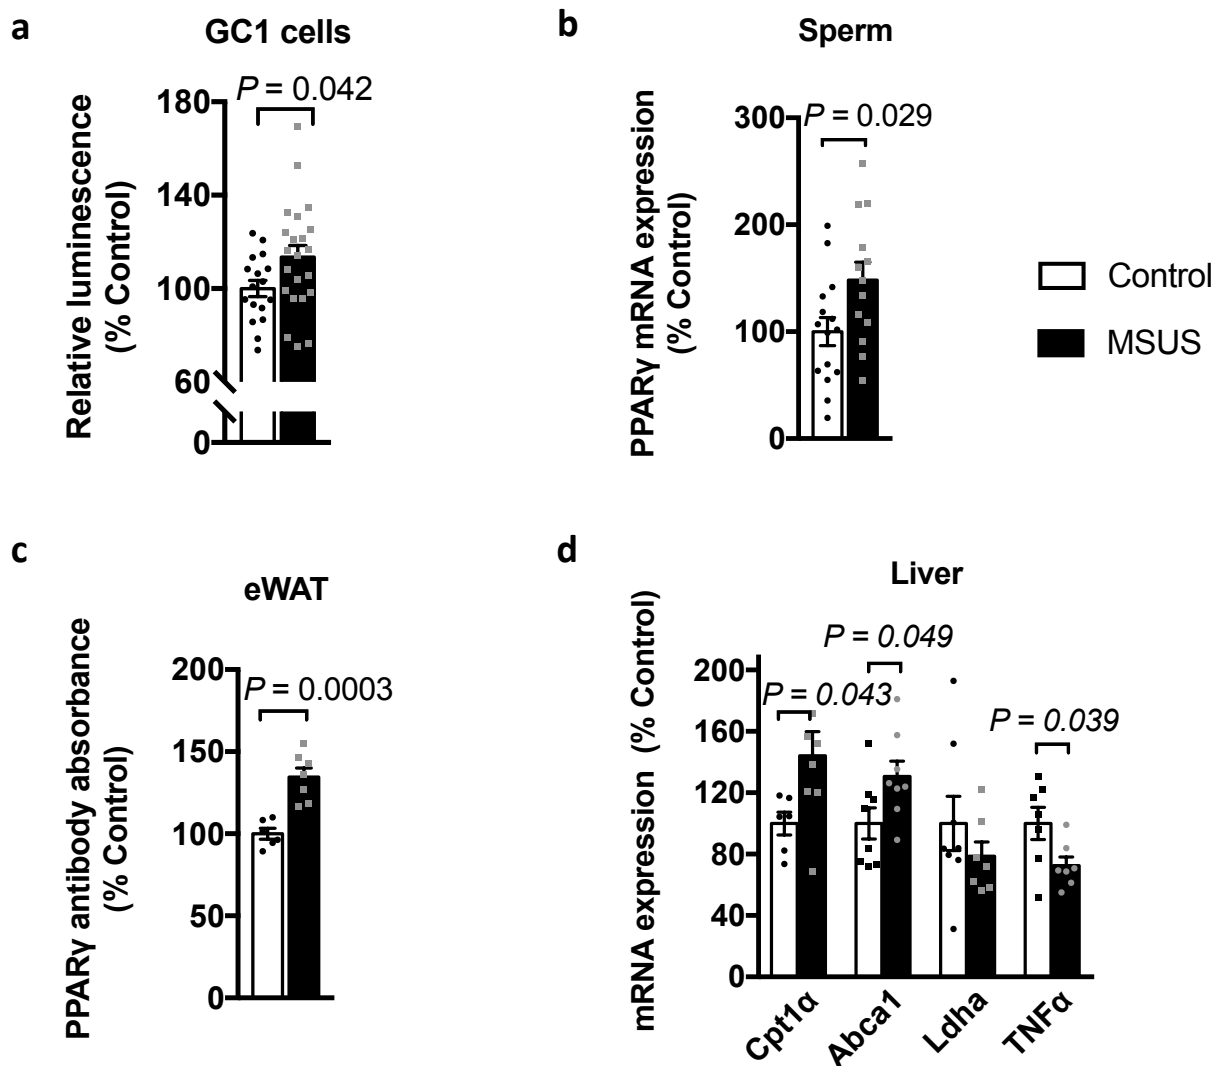 a
GC1 cells
P = 0.042
Relative luminescence
(% Control)
180
140
100
60
0
b
Sperm
P = 0.029
PPARγ mRNA expression
(% Control)
300
200
100
0
Control
MSUS
c
eWAT
P = 0.0003
PPARγ antibody absorbance
(% Control)
200
150
100
50
0
d
Liver
mRNA expression (% Control)
P = 0.049
P = 0.043
P = 0.039
200
160
120
80
40
0
Cpt1α
Abca1
Ldha
TNFα